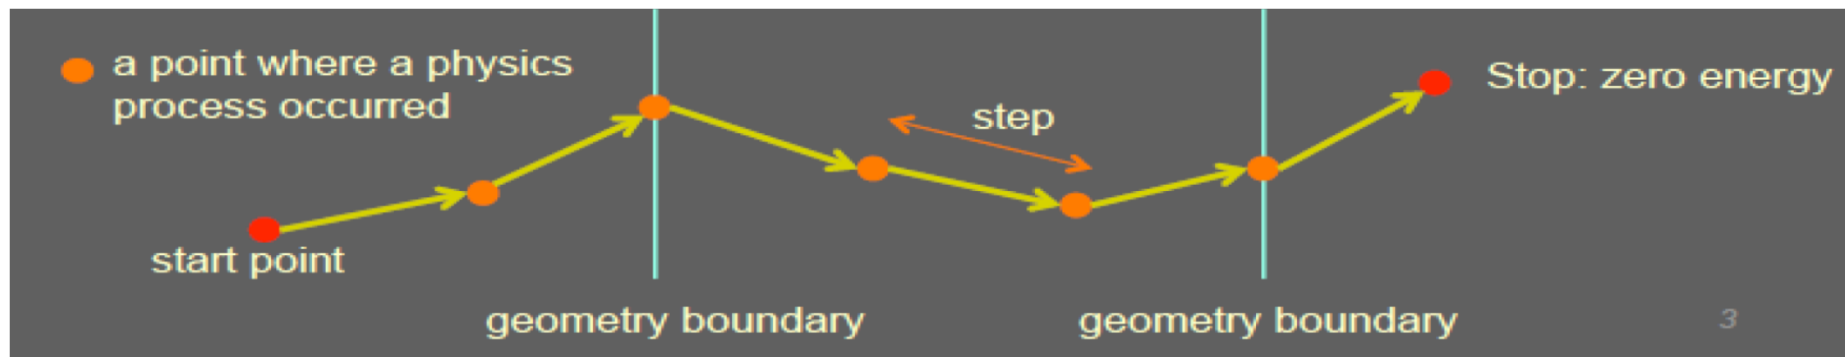 a point where a physics
process occurred
step
Stop: zero energy
start point
geometry boundary
geometry boundary
3